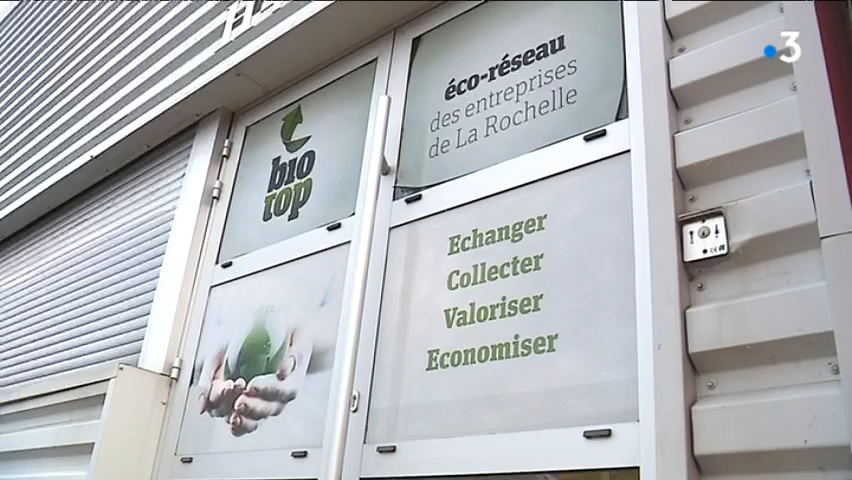 bio
top
éco-réseau
des entreprises
de La Rochelle
Echanger
Collecter
Valoriser
Economiser
3